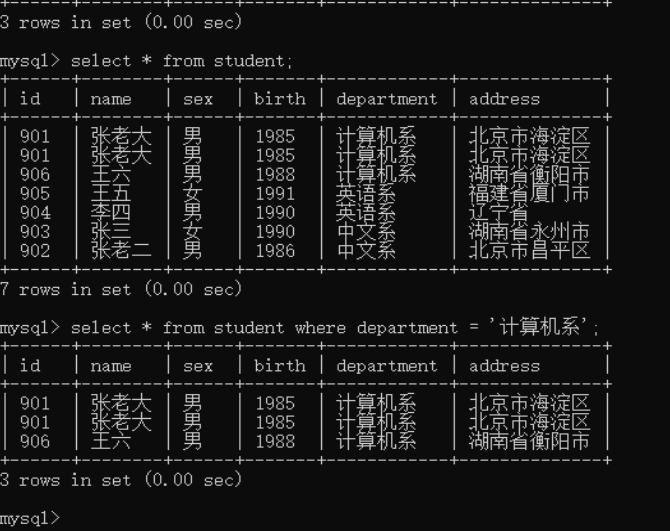 3 rows in set (0.00 sec)
mysql> select * from student;
| id | name | sex | birth | department | address |
| 901 | 张老大 | 男 | 1985 | 计算机系 | 北京市海淀区 |
| 901 | 张老大 | 男 | 1985 | 计算机系 | 北京市海淀区 |
| 906 | 王六 | 男 | 1988 | 计算机系 | 湖南省衡阳市 |
| 905 | 王五 | 女 | 1991 | 英语系 | 福建省厦门市 |
| 904 | 李四 | 男 | 1990 | 英语系 | 辽宁省 |
| 903 | 张三 | 女 | 1990 | 中文系 | 湖南省永州市 |
| 902 | 张老二 | 男 | 1986 | 中文系 | 北京市昌平区 |
7 rows in set (0.00 sec)
mysql> select * from student where department = '计算机系';
| id | name | sex | birth | department | address |
| 901 | 张老大 | 男 | 1985 | 计算机系 | 北京市海淀区 |
| 901 | 张老大 | 男 | 1985 | 计算机系 | 北京市海淀区 |
| 906 | 王六 | 男 | 1988 | 计算机系 | 湖南省衡阳市 |
3 rows in set (0.00 sec)
mysql>